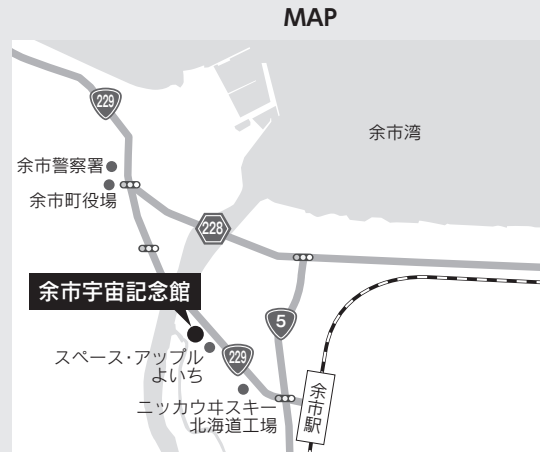 MAP
229
余市湾
余市警察署
余市町役場
228
余市宇宙記念館
5
スペース・アップル
よいち
229
ニッカウヰスキー
北海道工場
余市駅